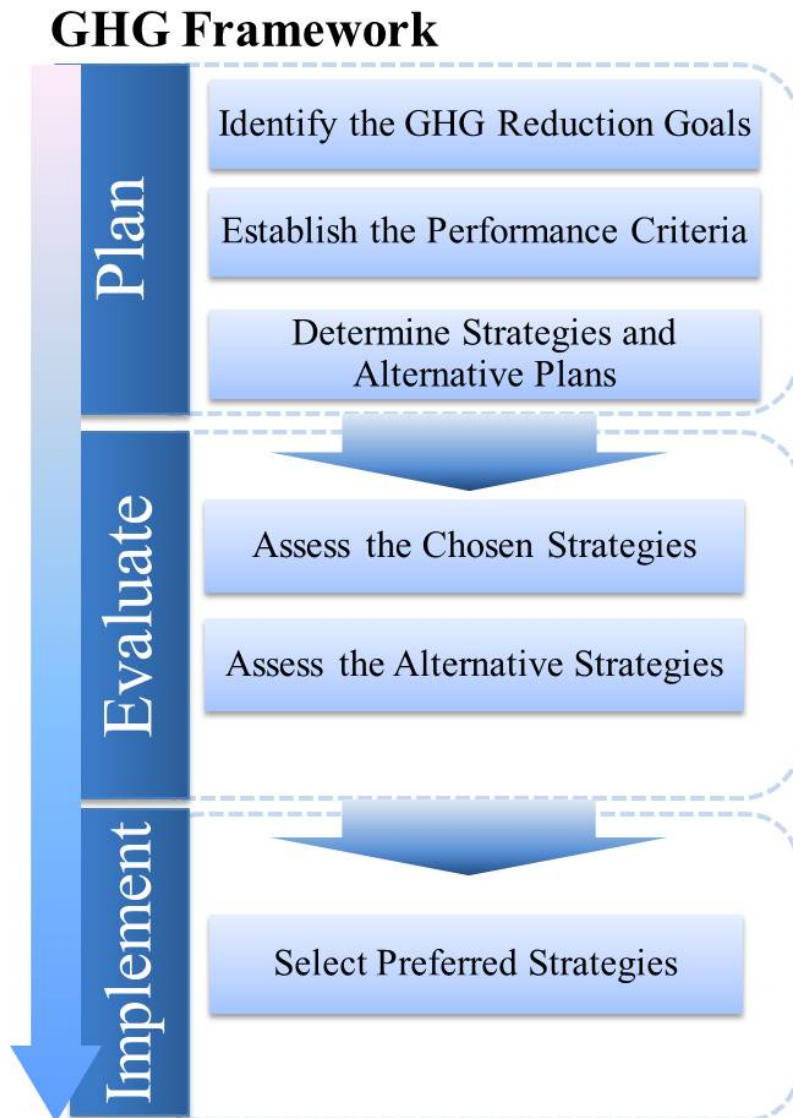 GHG Framework
Plan
Identify the GHG Reduction Goals
Establish the Performance Criteria
Determine Strategies and
Alternative Plans
Evaluate
Assess the Chosen Strategies
Assess the Alternative Strategies
Implement
Select Preferred Strategies